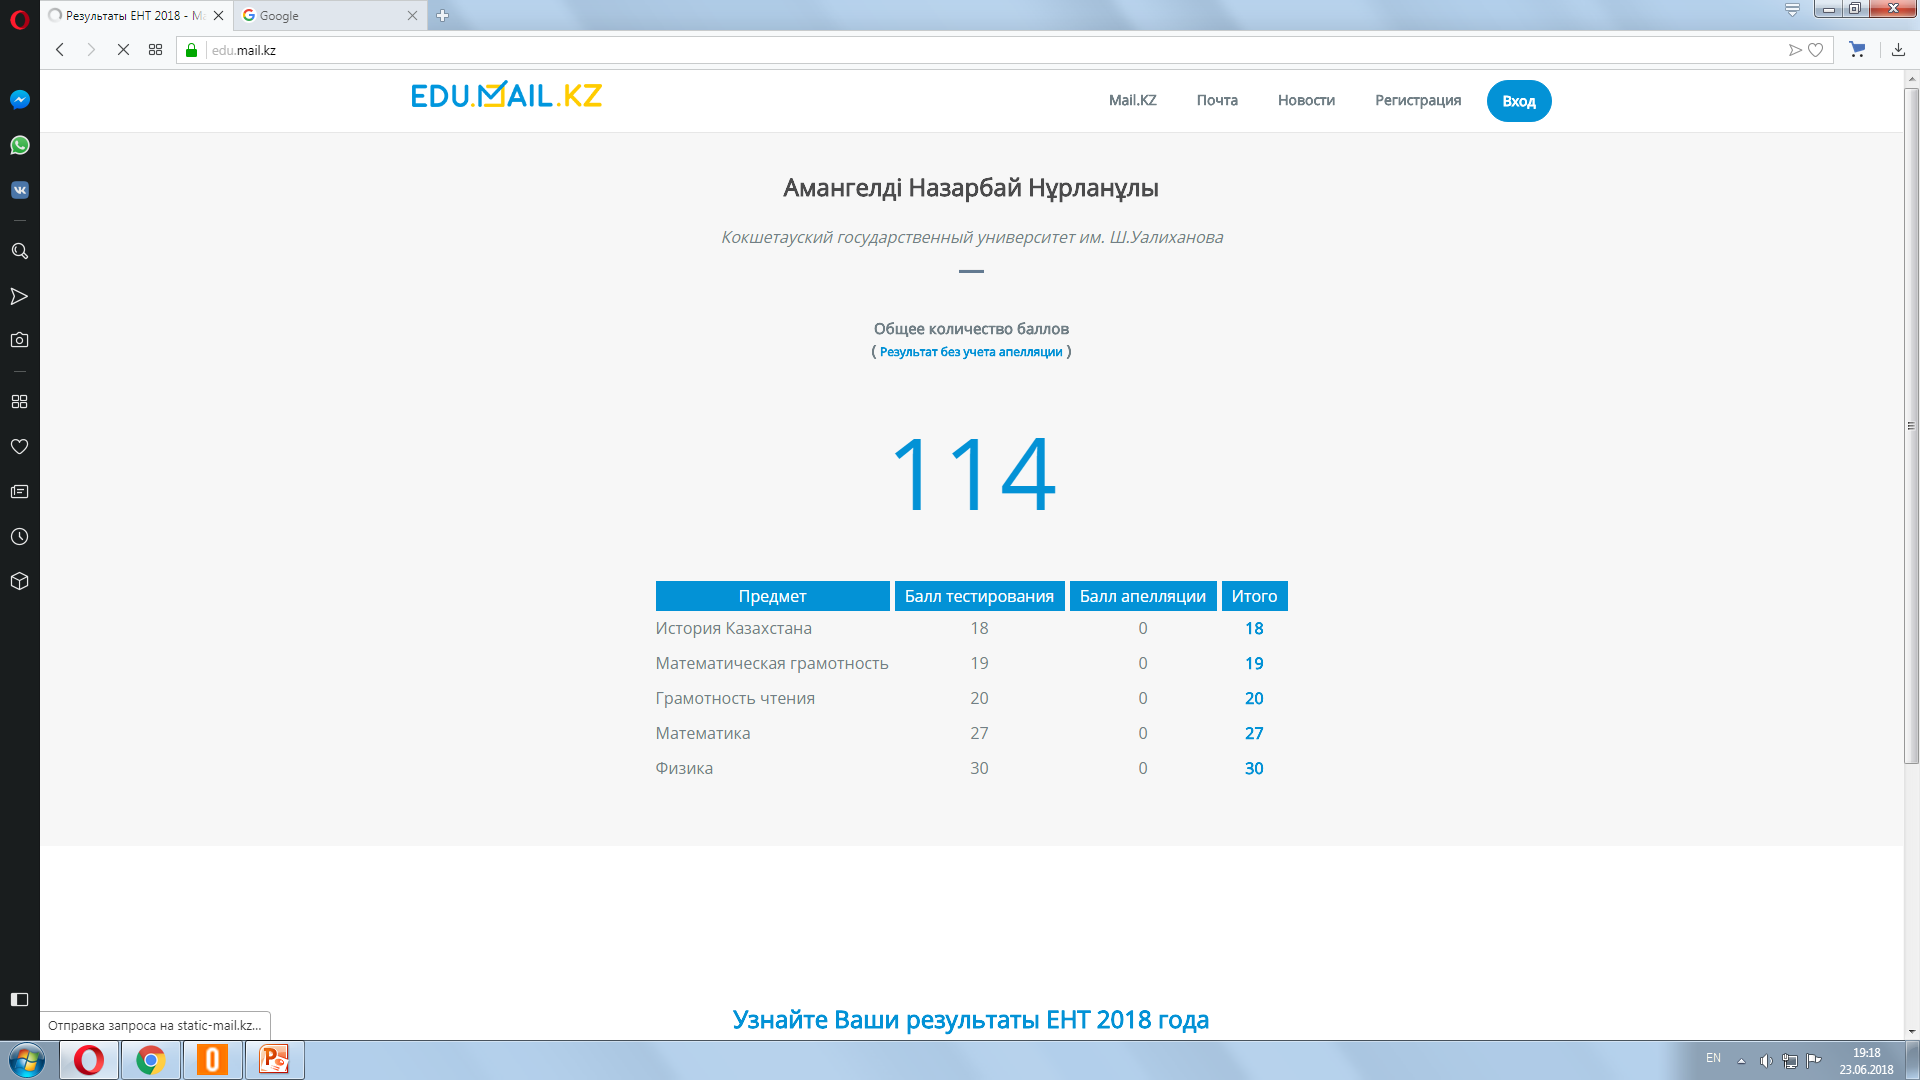 Результаты ЕНТ 2018 - Ma
Google
edu.mail.kz
EDU.MAIL.KZ
Mail.KZ Почта Новости Регистрация Вход
Амангелді Назарбай Нұрланұлы
Кокшетауский государственный университет им. Ш.Уалиханова
Общее количество баллов
( Результат без учета апелляции )
114
Предмет Балл тестирования Балл апелляции Итого
История Казахстана 18 0 18
Математическая грамотность 19 0 19
Грамотность чтения 20 0 20
Математика 27 0 27
Физика 30 0 30
Узнайте Ваши результаты ЕНТ 2018 года
Отправка запроса на static-mail.kz...
EN
19:18
23.06.2018